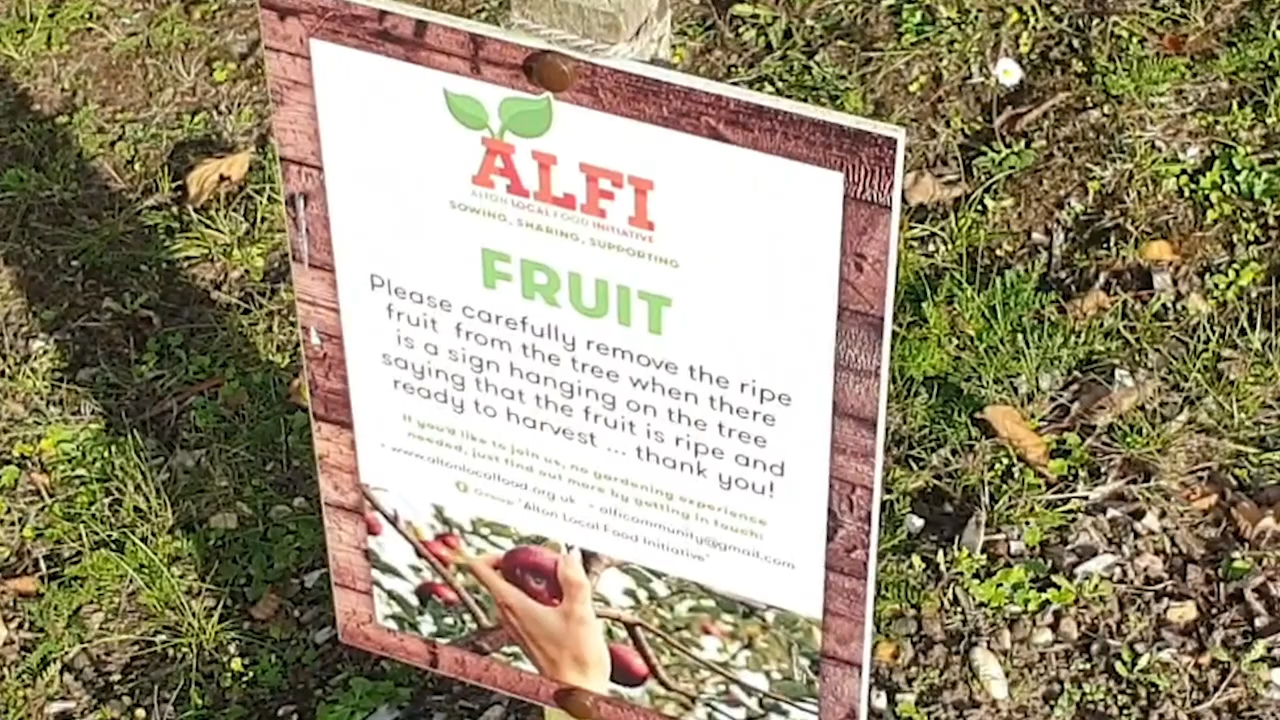 ALFI
ALTON LOCAL FOOD INITIATIVE
SOWING, SHARING, SUPPORTING
FRUIT
Please carefully remove the ripe
fruit from the tree when there
is a sign hanging on the tree
saying that the fruit is ripe and
ready to harvest ... thank you!
If you'd like to join us, no gardening experience
needed, just find out more by getting in touch:
- www.altonlocalfood.org.uk - alficommunity@gmail.com
Group "Alton Local Food Initiative"